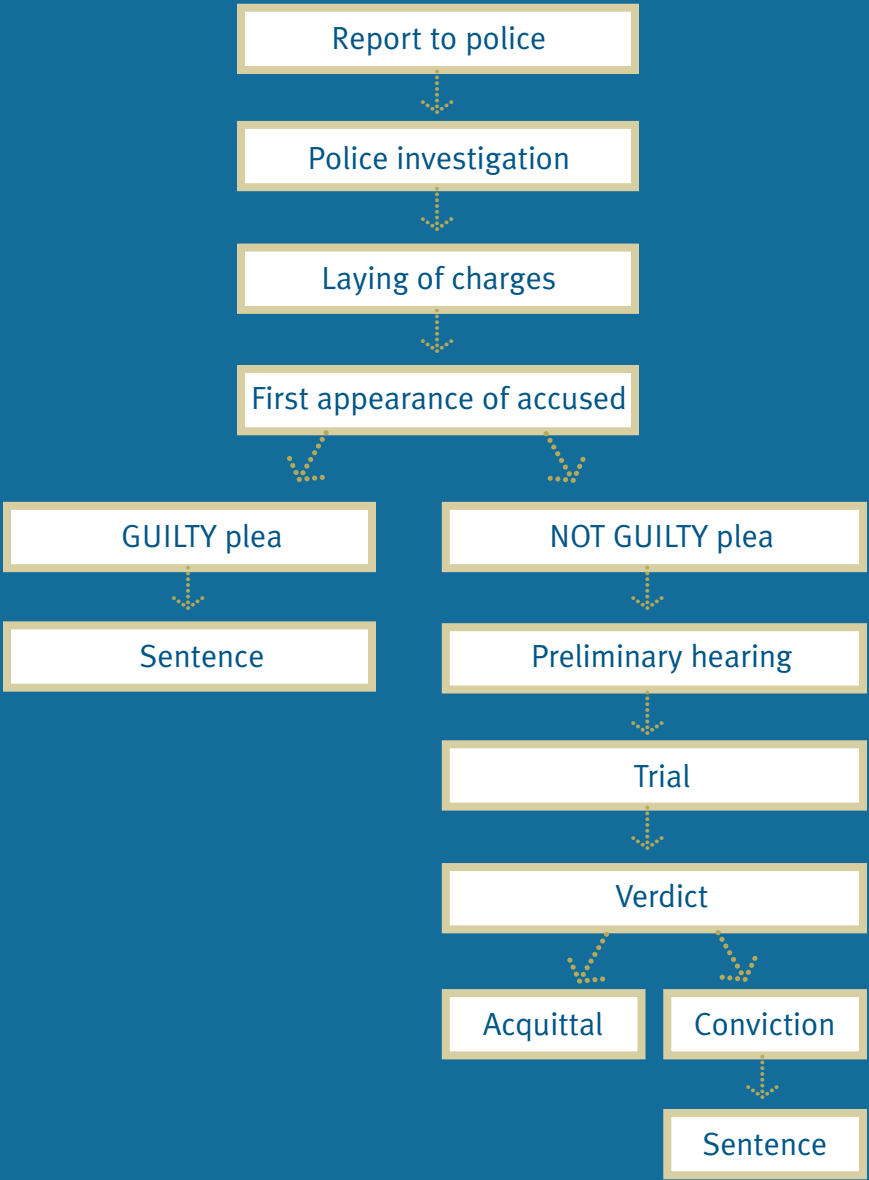 Report to police
Police investigation
Laying of charges
First appearance of accused
GUILTY plea
NOT GUILTY plea
Sentence
Preliminary hearing
Trial
Verdict
Acquittal
Conviction
Sentence